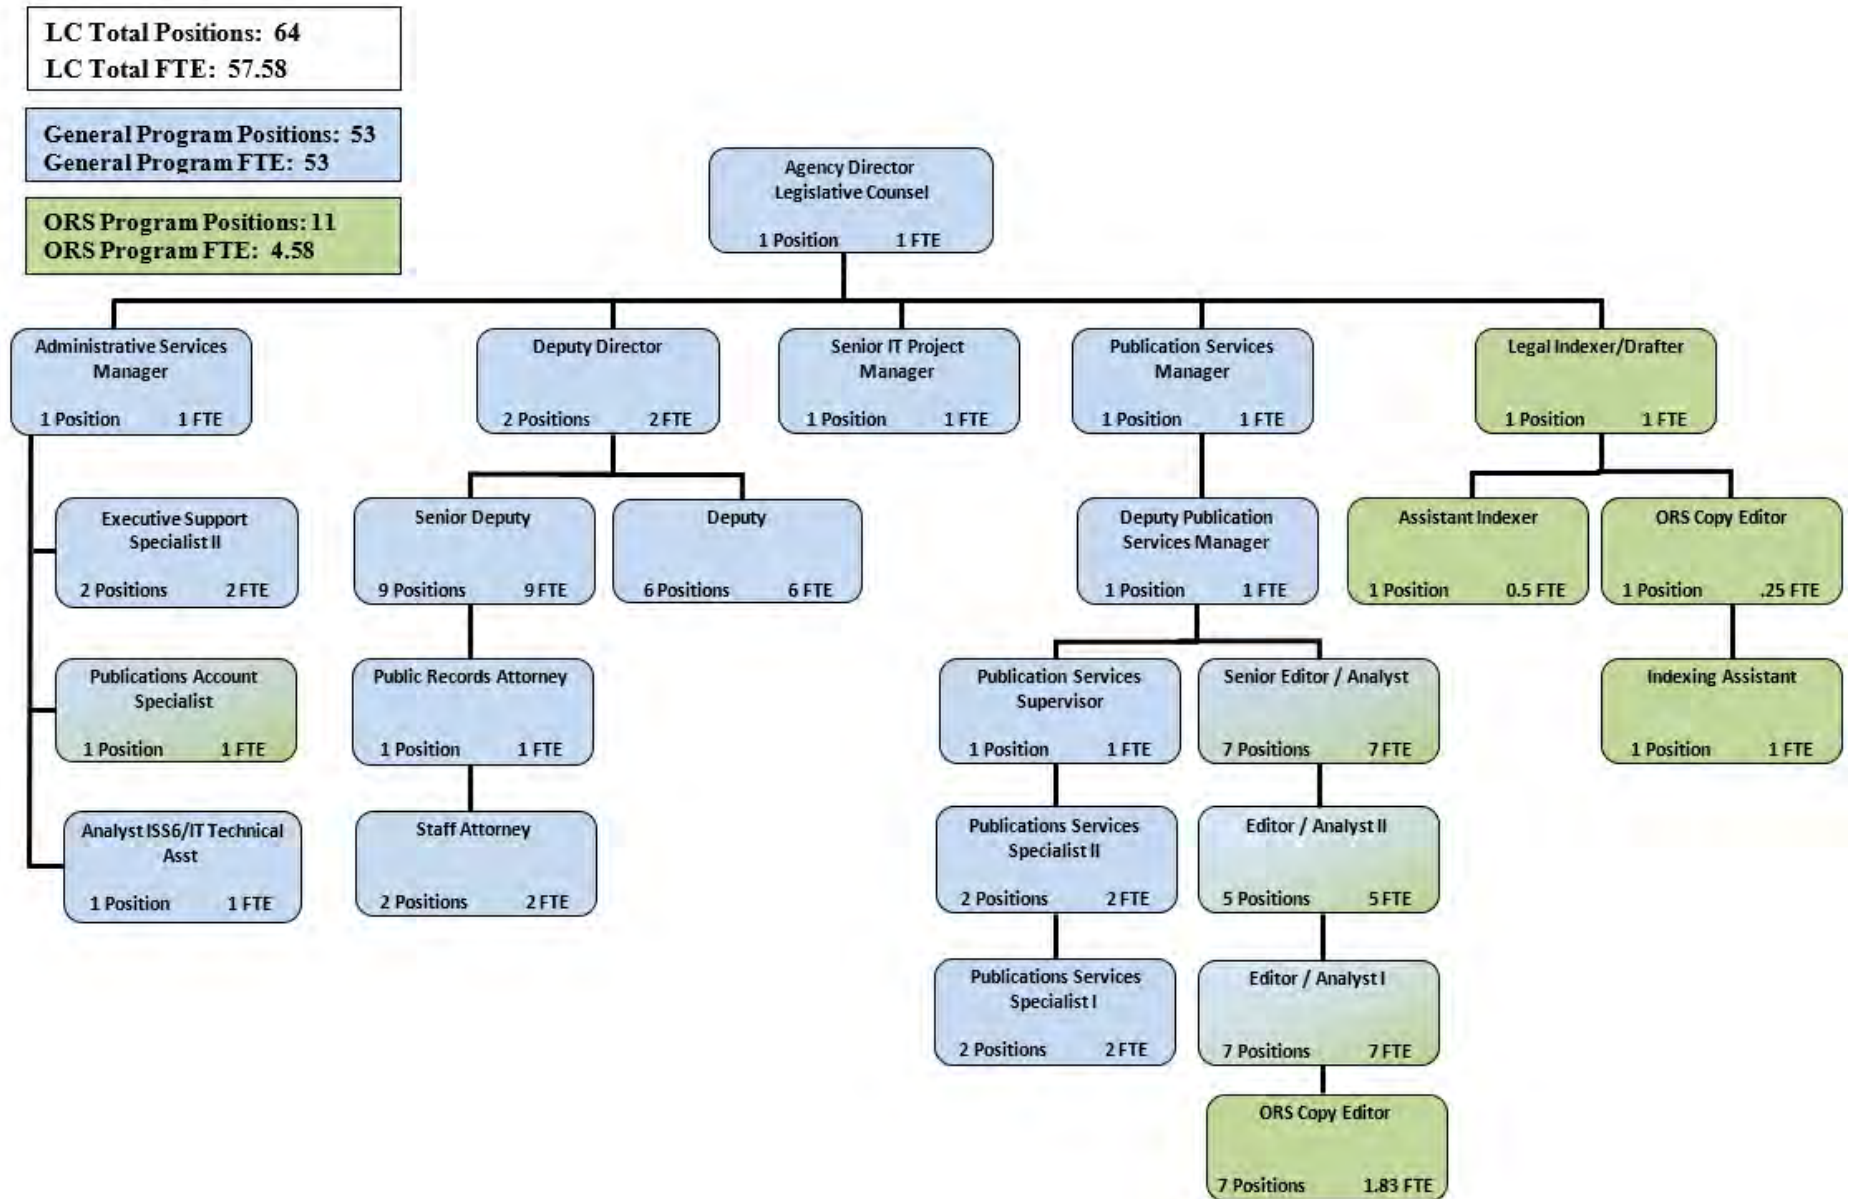 LC Total Positions: 64
LC Total FTE: 57.58
General Program Positions: 53
General Program FTE: 53
ORS Program Positions: 11
ORS Program FTE: 4.58
Agency Director
Legislative Counsel
1 Position 1 FTE
Administrative Services
Manager
1 Position 1 FTE
Deputy Director
2 Positions 2 FTE
Senior IT Project
Manager
1 Position 1 FTE
Publication Services
Manager
1 Position 1 FTE
Legal Indexer/Drafter
1 Position 1 FTE
Executive Support
Specialist II
2 Positions 2 FTE
Senior Deputy
9 Positions 9 FTE
Deputy
6 Positions 6 FTE
Deputy Publication
Services Manager
1 Position 1 FTE
Assistant Indexer
1 Position 0.5 FTE
ORS Copy Editor
1 Position .25 FTE
Publications Account
Specialist
1 Position 1 FTE
Public Records Attorney
1 Position 1 FTE
Publication Services
Supervisor
1 Position 1 FTE
Senior Editor / Analyst
7 Positions 7 FTE
Indexing Assistant
1 Position 1 FTE
Analyst ISS6/IT Technical
Asst
1 Position 1 FTE
Staff Attorney
2 Positions 2 FTE
Publications Services
Specialist II
2 Positions 2 FTE
Editor / Analyst II
5 Positions 5 FTE
Publications Services
Specialist I
2 Positions 2 FTE
Editor / Analyst I
7 Positions 7 FTE
ORS Copy Editor
7 Positions 1.83 FTE